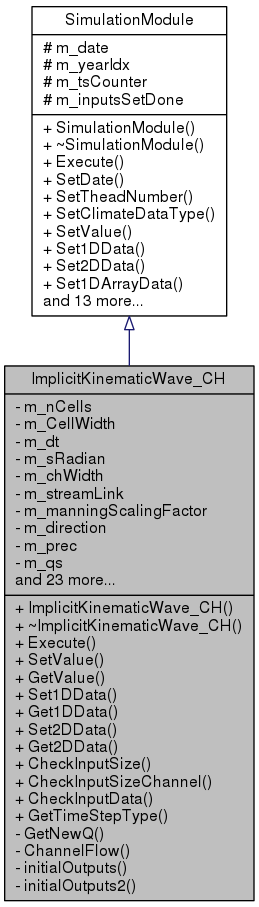 SimulationModule
# m_date
# m_yearIdx
# m_tsCounter
# m_inputsSetDone
+ SimulationModule()
+ ~SimulationModule()
+ Execute()
+ SetDate()
+ SetTheadNumber()
+ SetClimateDataType()
+ SetValue()
+ Set1DData()
+ Set2DData()
+ Set1DArrayData()
and 13 more...
ImplicitKinematicWave_CH
- m_nCells
- m_CellWidth
- m_dt
- m_sRadian
- m_chWidth
- m_streamLink
- m_manningScalingFactor
- m_direction
- m_prec
- m_qs
and 23 more...
+ ImplicitKinematicWave_CH()
+ ~ImplicitKinematicWave_CH()
+ Execute()
+ SetValue()
+ GetValue()
+ Set1DData()
+ Get1DData()
+ Set2DData()
+ Get2DData()
+ CheckInputSize()
+ CheckInputSizeChannel()
+ CheckInputData()
+ GetTimeStepType()
- GetNewQ()
- ChannelFlow()
- initialOutputs()
- initialOutputs2()